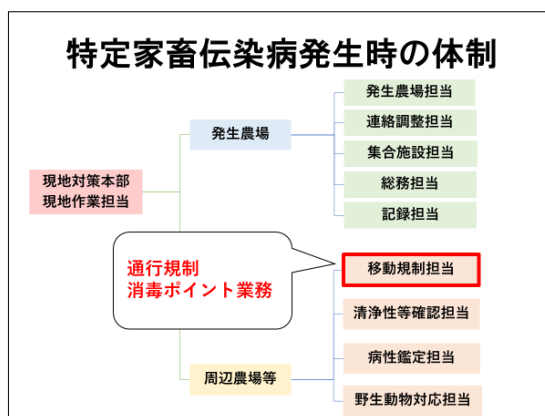 特定家畜伝染病発生時の体制
発生農場担当
発生農場
連絡調整担当
集合施設担当
現地対策本部
現地作業担当
総務担当
記録担当
通行規制
消毒ポイント業務
移動規制担当
清浄性等確認担当
周辺農場等
病性鑑定担当
野生動物対応担当